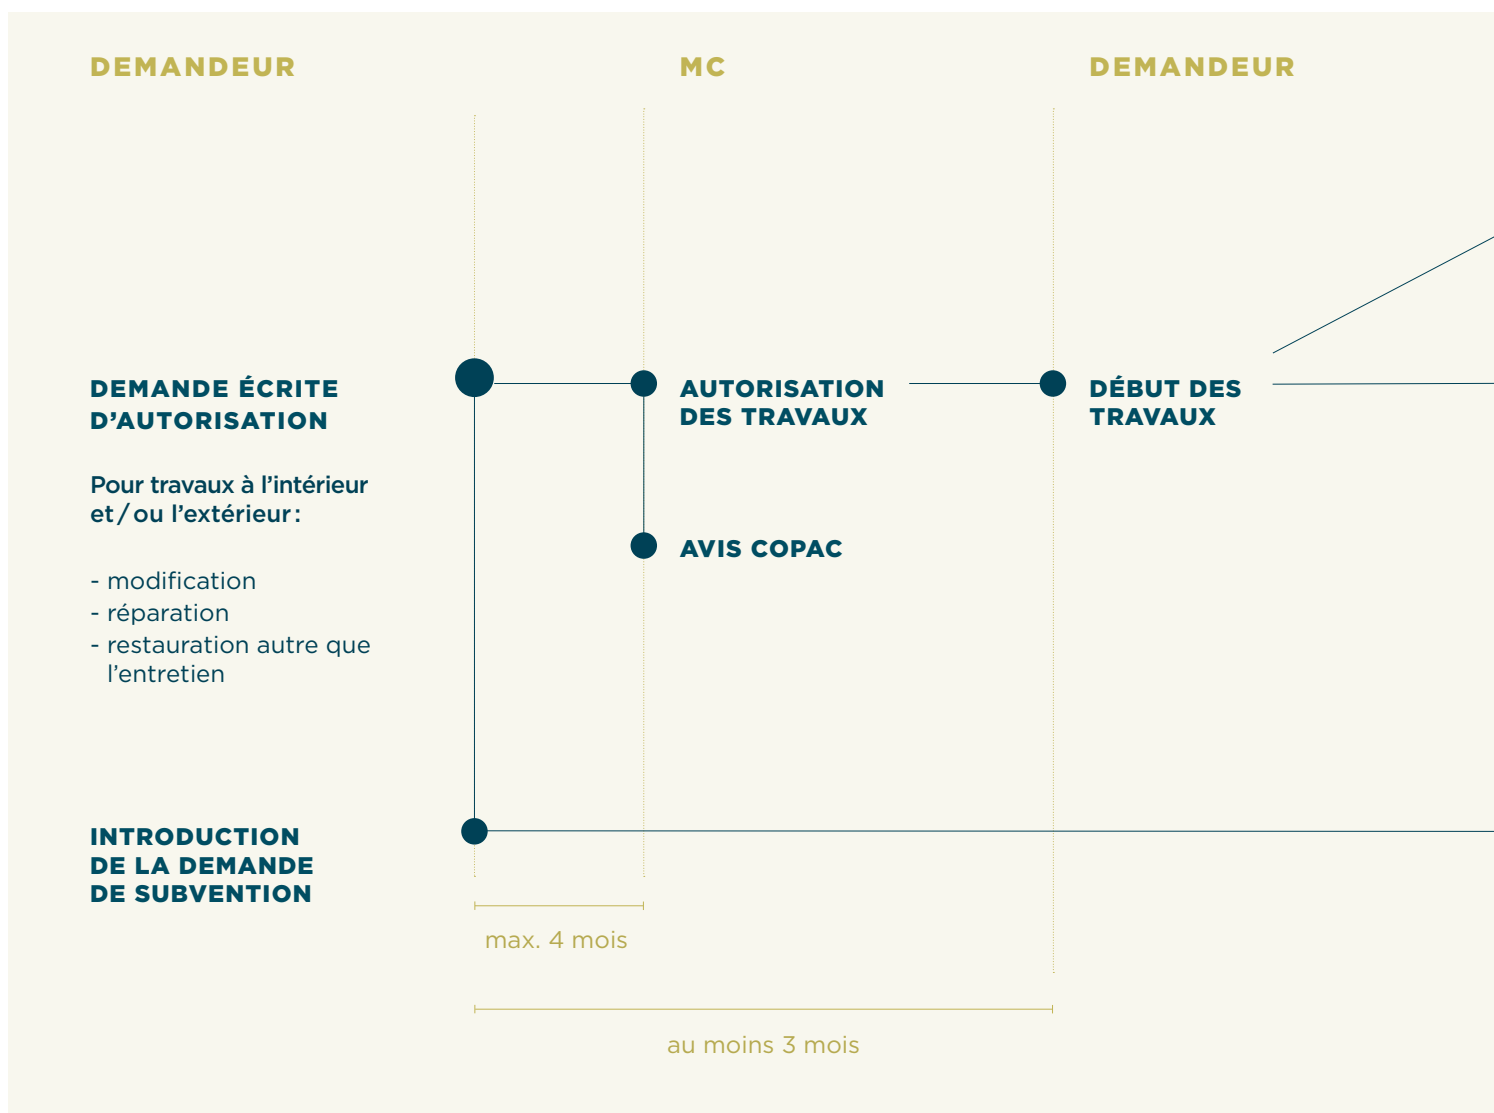 DEMANDEUR
MC
DEMANDEUR
DEMANDE ÉCRITE
D’AUTORISATION
Pour travaux à l’intérieur
et / ou l’extérieur :
- modification
- réparation
- restauration autre que
l’entretien
AUTORISATION
DES TRAVAUX
AVIS COPAC
DÉBUT DES
TRAVAUX
INTRODUCTION
DE LA DEMANDE
DE SUBVENTION
max. 4 mois
au moins 3 mois